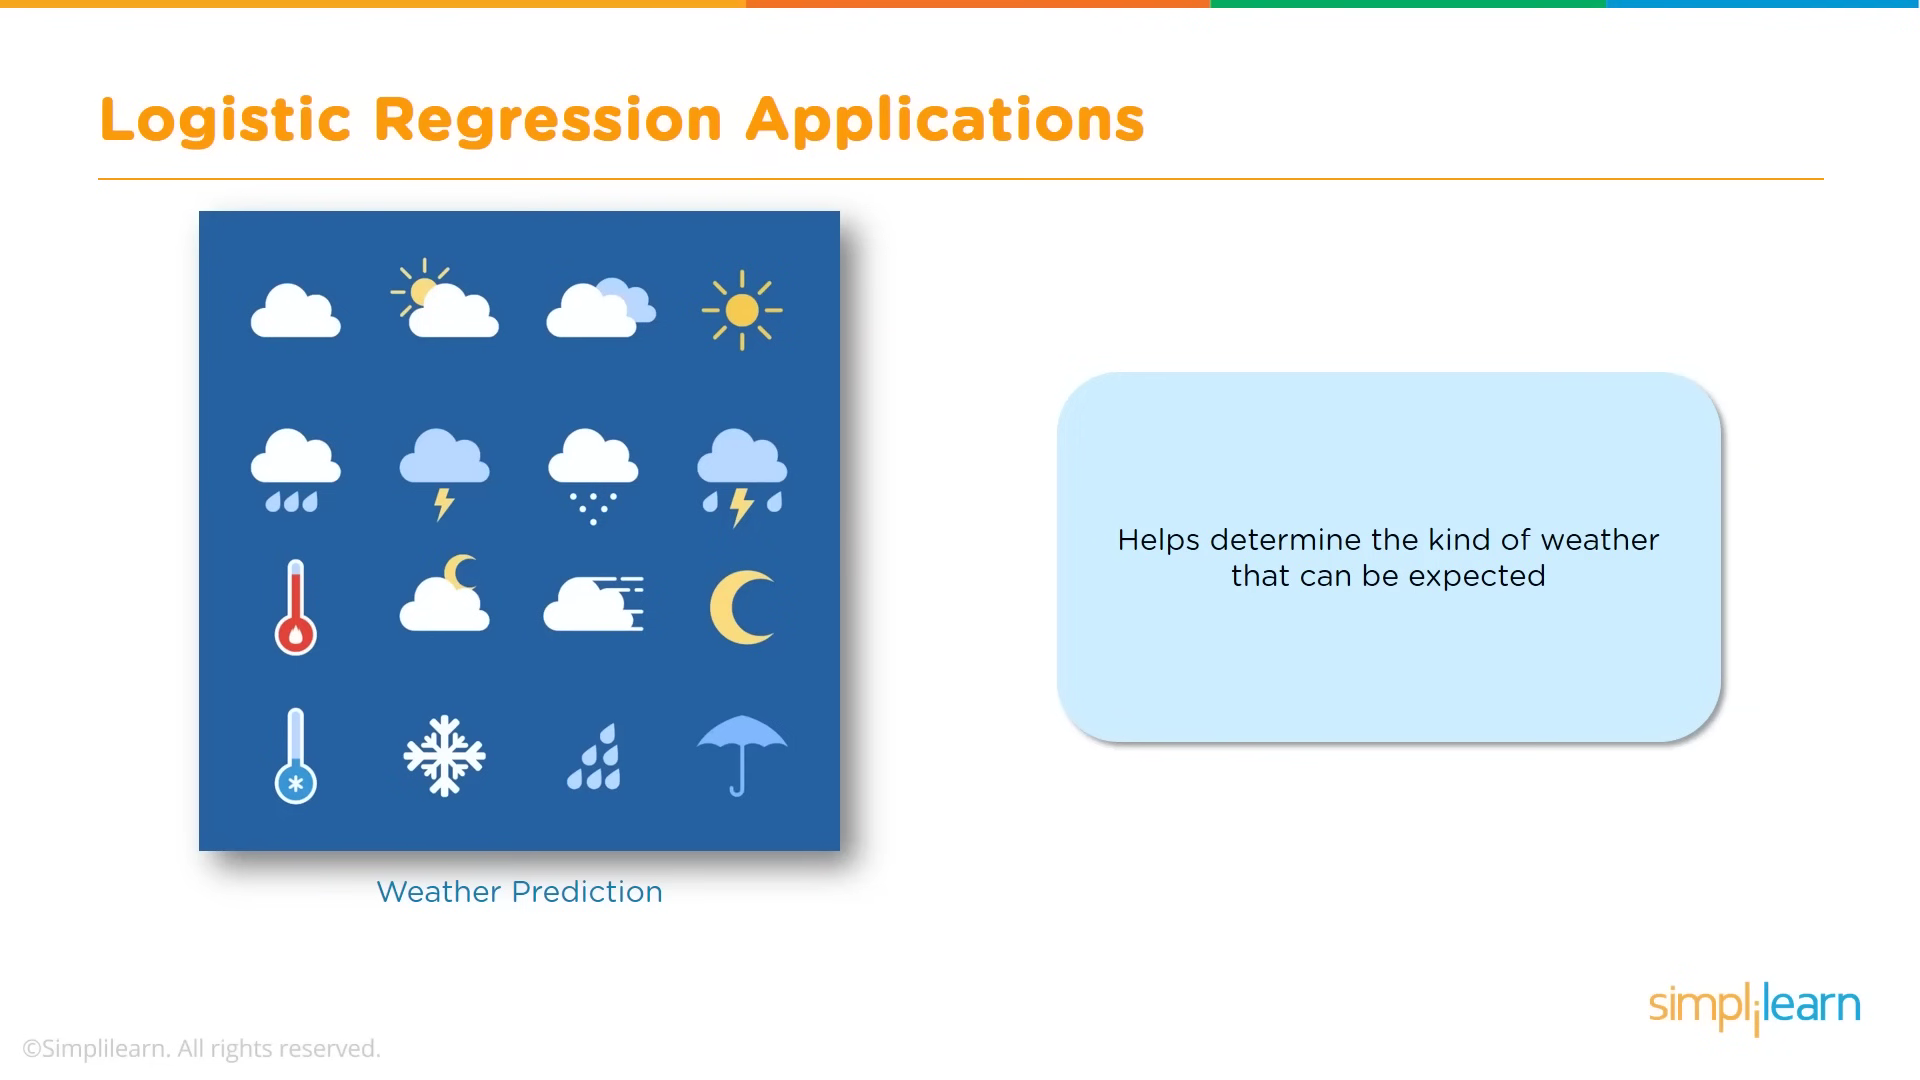 Logistic Regression Applications
Helps determine the kind of weather
that can be expected
Weather Prediction
simplilearn
©Simplilearn. All rights reserved.